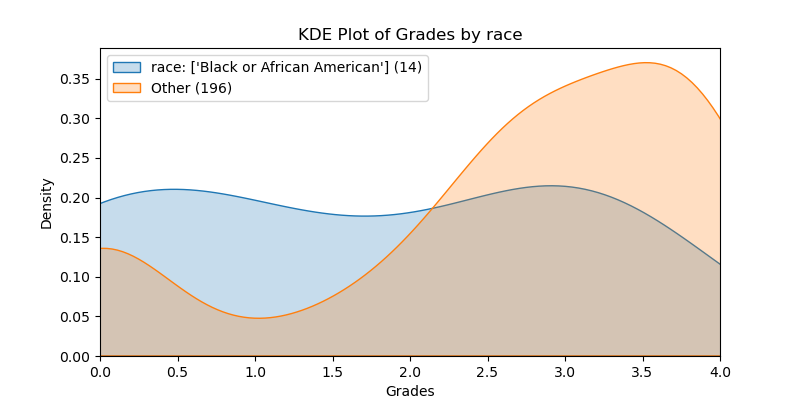 KDE Plot of Grades by race
race: ['Black or African American'] (14)
Other (196)
Density
0.35
0.30
0.25
0.20
0.15
0.10
0.05
0.00
0.0 0.5 1.0 1.5 2.0 2.5 3.0 3.5 4.0
Grades